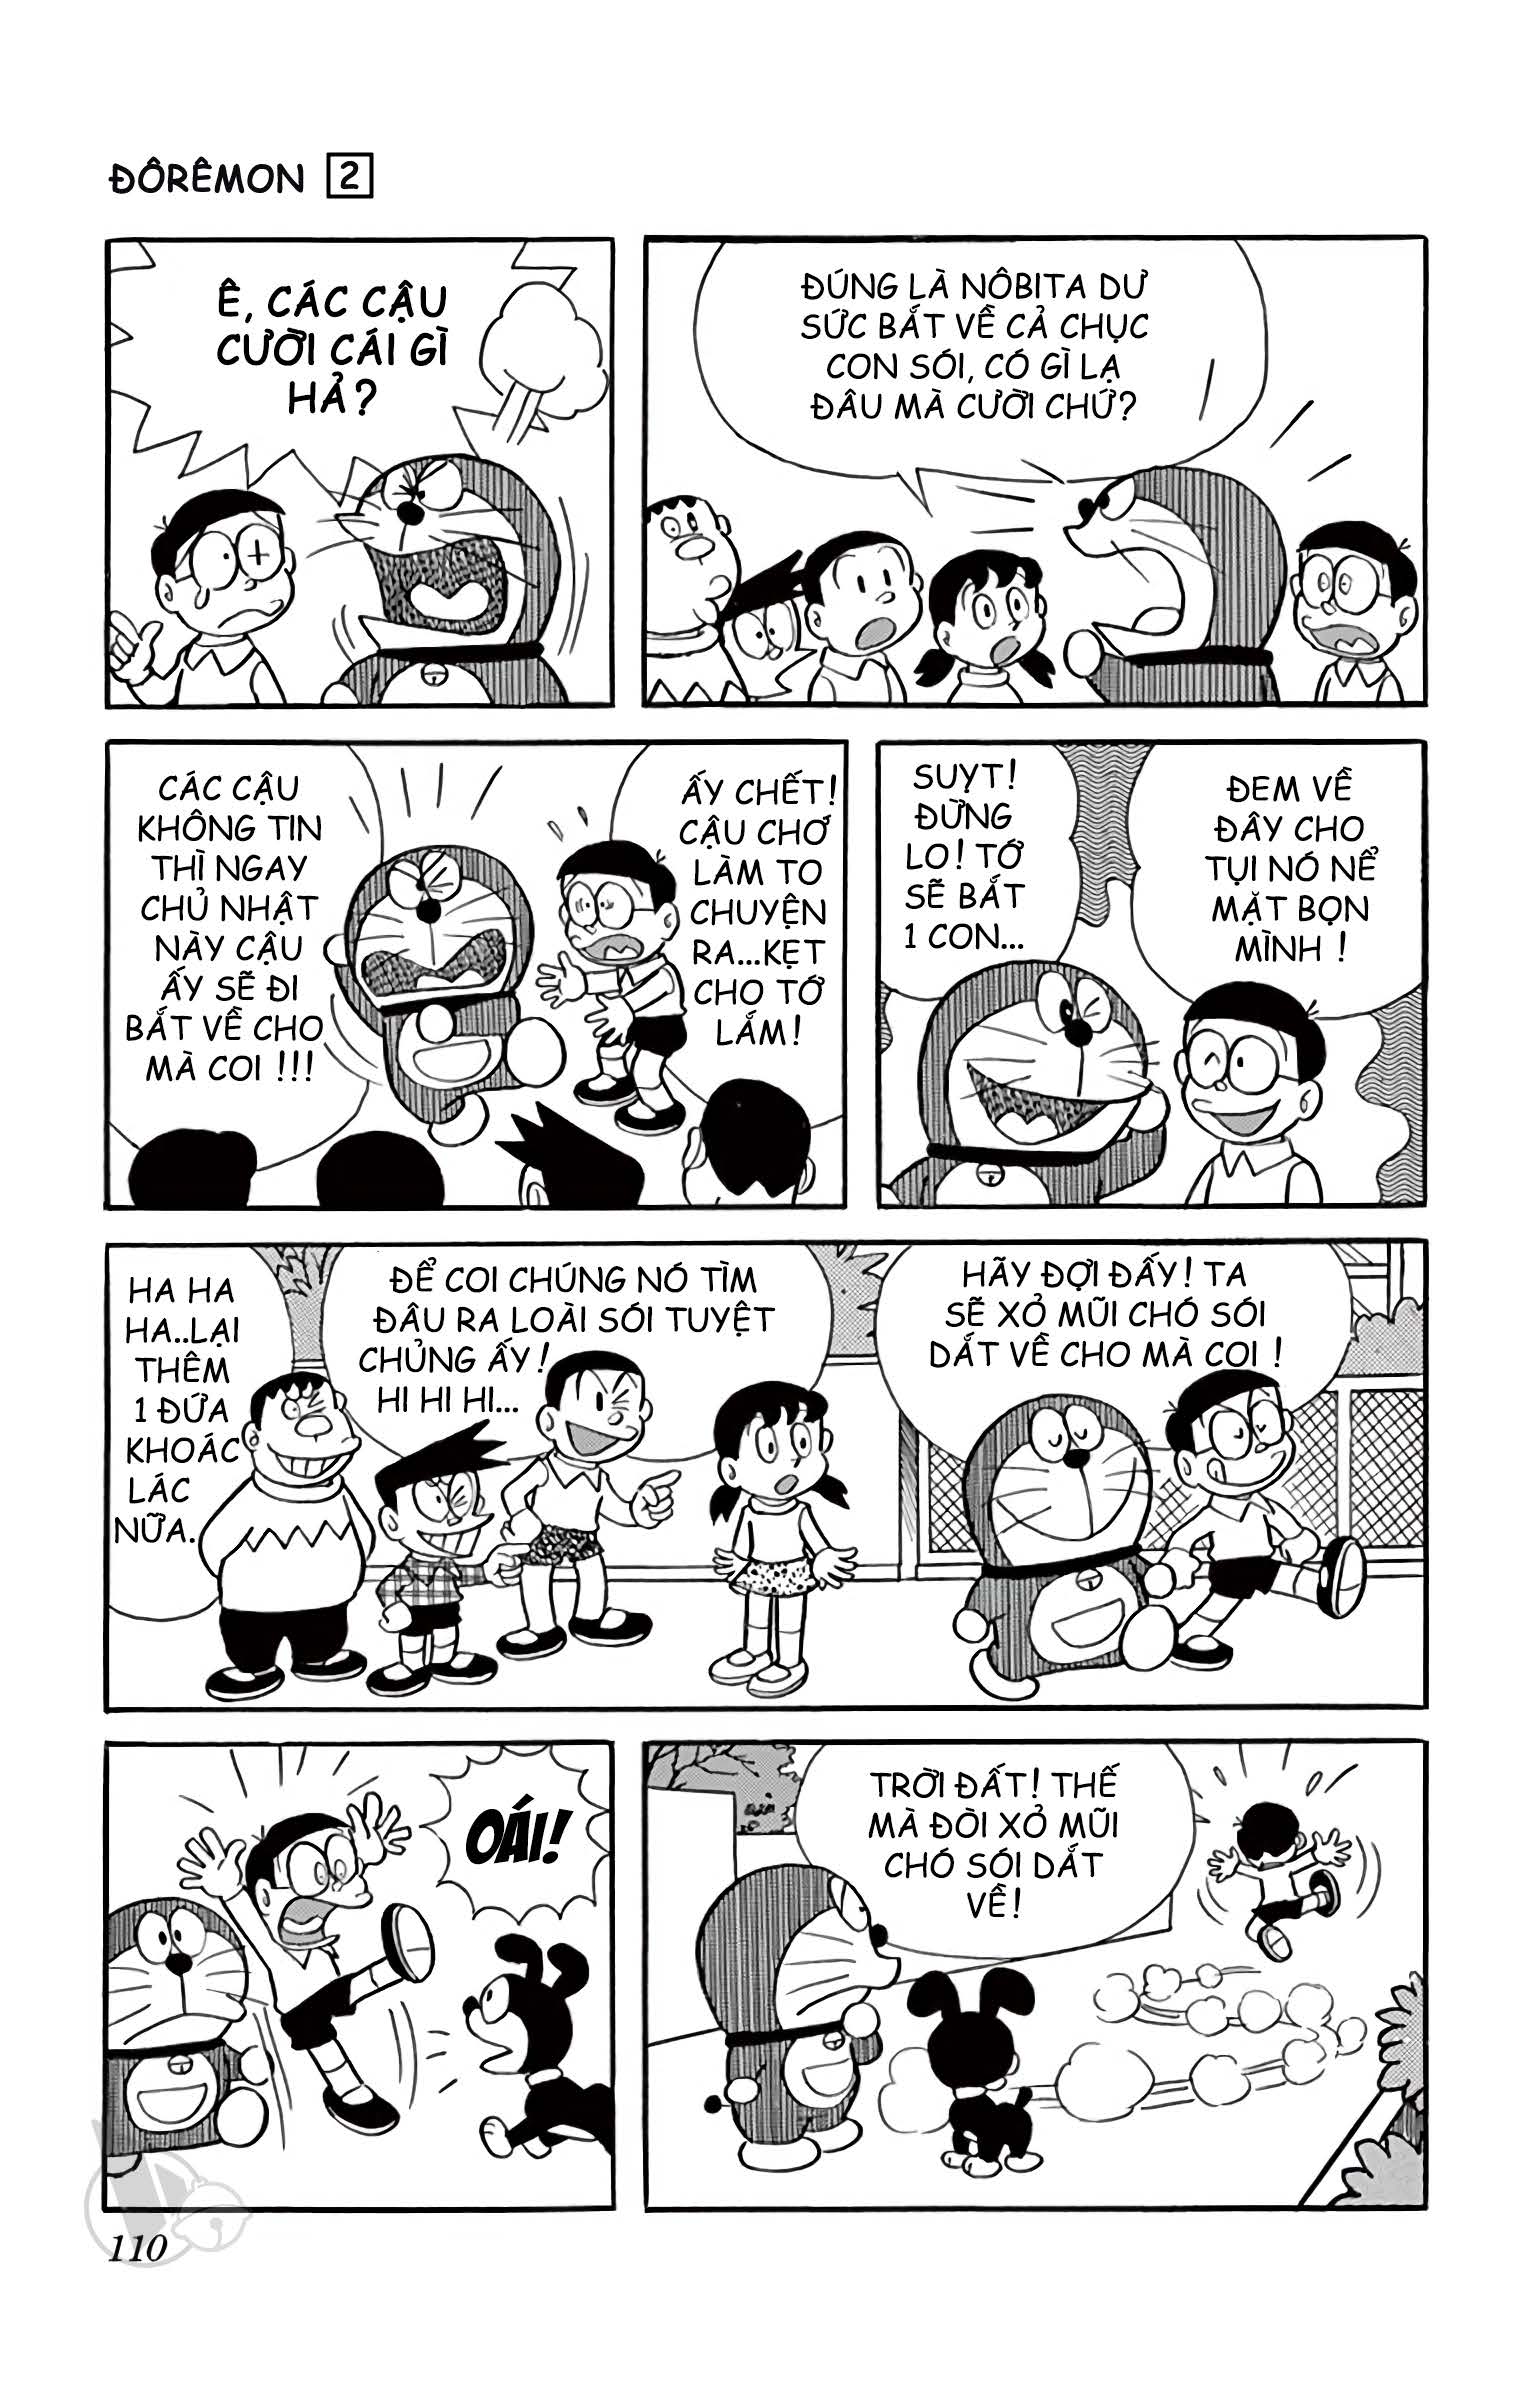 ĐÔRÊMON 2
Ê, CÁC CẬU
CƯỜI CÁI GÌ
HẢ?
ĐÚNG LÀ NÔBITA DƯ
SỨC BẮT VỀ CẢ CHỤC
CON SÓI, CÓ GÌ LẠ
ĐÂU MÀ CƯỜI CHỨ?
CÁC CẬU
KHÔNG TIN
THÌ NGAY
CHỦ NHẬT
NÀY CẬU
ẤY SẼ ĐI
BẮT VỀ CHO
MÀ COI !!!
ẤY CHẾT!
CẬU CHƠ
LÀM TO
CHUYỆN
RA...KẸT
CHO TỚ
LẮM!
SUỴT!
ĐỪNG
LO! TỚ
SẼ BẮT
1 CON...
ĐEM VỀ
ĐÂY CHO
TỤI NÓ NỂ
MẶT BỌN
MÌNH !
HA HA
HA..LẠI
THÊM
1 ĐỨA
KHOÁC
LÁC
NỮA.
ĐỂ COI CHÚNG NÓ TÌM
ĐÂU RA LOÀI SÓI TUYỆT
CHỦNG ẤY!
HI HI HI...
HÃY ĐỢI ĐẤY! TA
SẼ XỎ MŨI CHÓ SÓI
DẮT VỀ CHO MÀ COI !
OÁI!
TRỜI ĐẤT! THẾ
MÀ ĐÒI XỎ MŨI
CHÓ SÓI DẮT
VỀ!
110